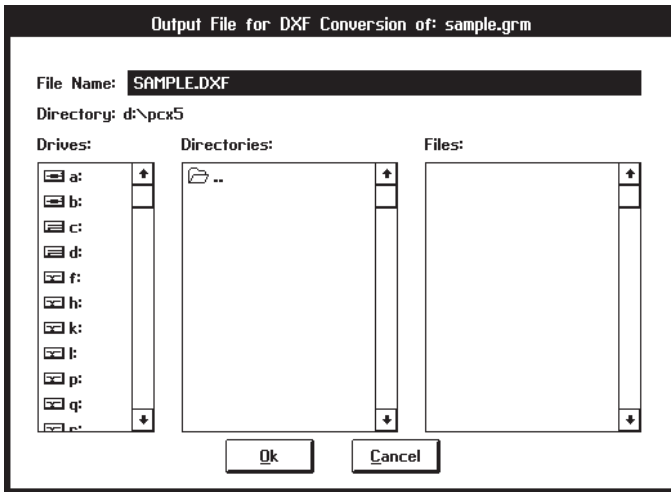 Output File for DXF Conversion of: sample.grm
File Name: SAMPLE.DXF
Directory: d:\pcx5
Drives: Directories: Files:
a: ..
b:
c:
d:
f:
h:
k:
l:
p:
q:
Ok Cancel